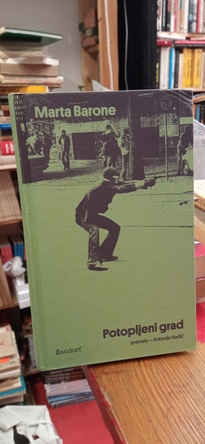 Marta Barone
Potopljeni grad
prevela—Antonija Radić
sandorf